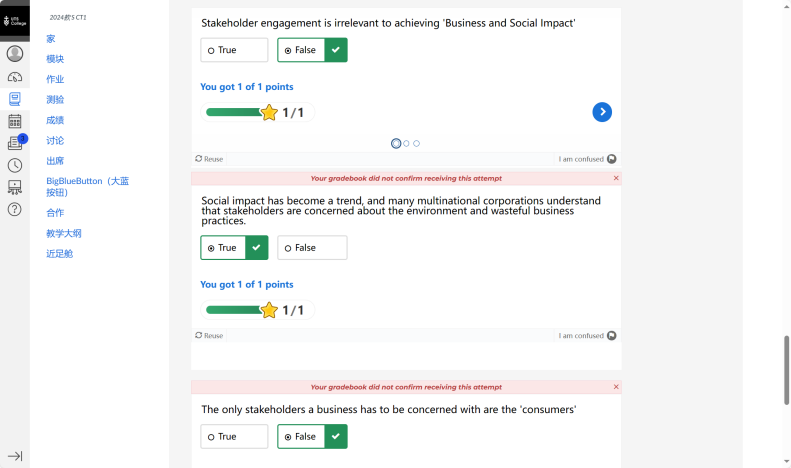 UTS
College
2024秋 S CT1
家
模块
作业
测验
成绩
讨论
出席
BigBlueButton（大蓝
按钮）
合作
教学大纲
近足舱
3
Stakeholder engagement is irrelevant to achieving 'Business and Social Impact'
True
False
You got 1 of 1 points
1/1
Reuse
I am confused
Your gradebook did not confirm receiving this attempt
Social impact has become a trend, and many multinational corporations understand
that stakeholders are concerned about the environment and wasteful business
practices.
True
False
You got 1 of 1 points
1/1
Reuse
I am confused
Your gradebook did not confirm receiving this attempt
The only stakeholders a business has to be concerned with are the 'consumers'
True
False